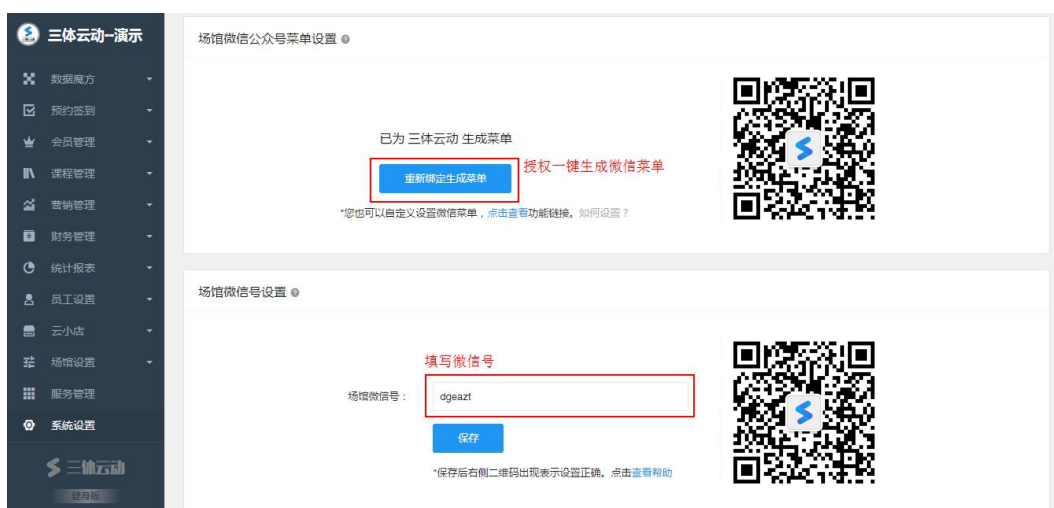 三体云动--演示
数据魔方
预约签到
会员管理
课程管理
营销管理
财务管理
统计报表
员工设置
云小店
场馆设置
服务管理
系统设置
三体云动
健身版
场馆微信公众号菜单设置
已为 三体云动 生成菜单
重新绑定生成菜单
授权一键生成微信菜单
*您也可以自定义设置微信菜单，点击查看功能链接。如何设置？
场馆微信号设置
填写微信号
场馆微信号：
dgeazt
保存
*保存后右侧二维码出现表示设置正确。点击查看帮助